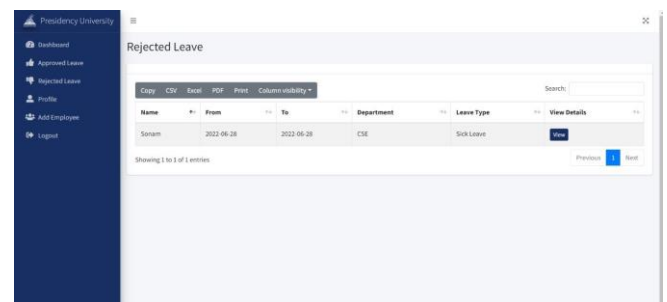 Presidency University
Dashboard
Approved Leave
Rejected Leave
Profile
Add Employee
Logout
Rejected Leave
Copy CSV Excel PDF Print Column visibility
Search:
Name From To Department Leave Type View Details
Sonam 2022-06-28 2022-06-28 CSE Sick Leave View
Showing 1 to 1 of 1 entries
Previous 1 Next